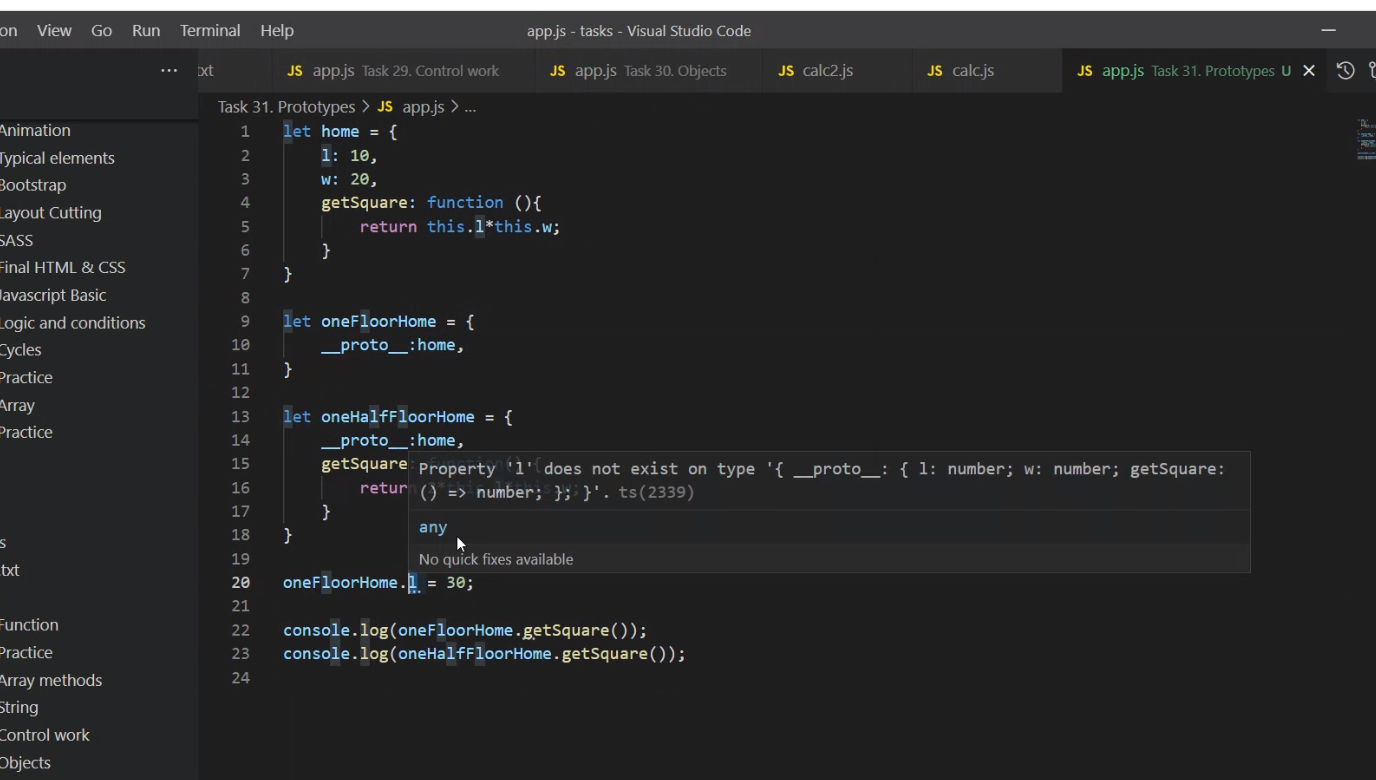 on View Go Run Terminal Help app.js - tasks - Visual Studio Code
··· xt JS app.js Task 29. Control work JS app.js Task 30. Objects JS calc2.js JS calc.js JS app.js Task 31. Prototypes U
Task 31. Prototypes > JS app.js > ...
Animation
Typical elements
Bootstrap
Layout Cutting
SASS
Final HTML & CSS
Javascript Basic
Logic and conditions
Cycles
Practice
Array
Practice
s
.txt
Function
Practice
Array methods
String
Control work
Objects
1 let home = {
2 l: 10,
3 w: 20,
4 getSquare: function (){
5 return this.l*this.w;
6 }
7 }
8
9 let oneFloorHome = {
10 __proto__:home,
11 }
12
13 let oneHalfFloorHome = {
14 __proto__:home,
15 getSquare: function() {
16 return 2*this.l*this.w;
17 }
18 }
19
20 oneFloorHome.l = 30;
21
22 console.log(oneFloorHome.getSquare());
23 console.log(oneHalfFloorHome.getSquare());
24
Property 'l' does not exist on type '{ __proto__: { l: number; w: number; getSquare:
() => number; }; }'. ts(2339)
any
No quick fixes available